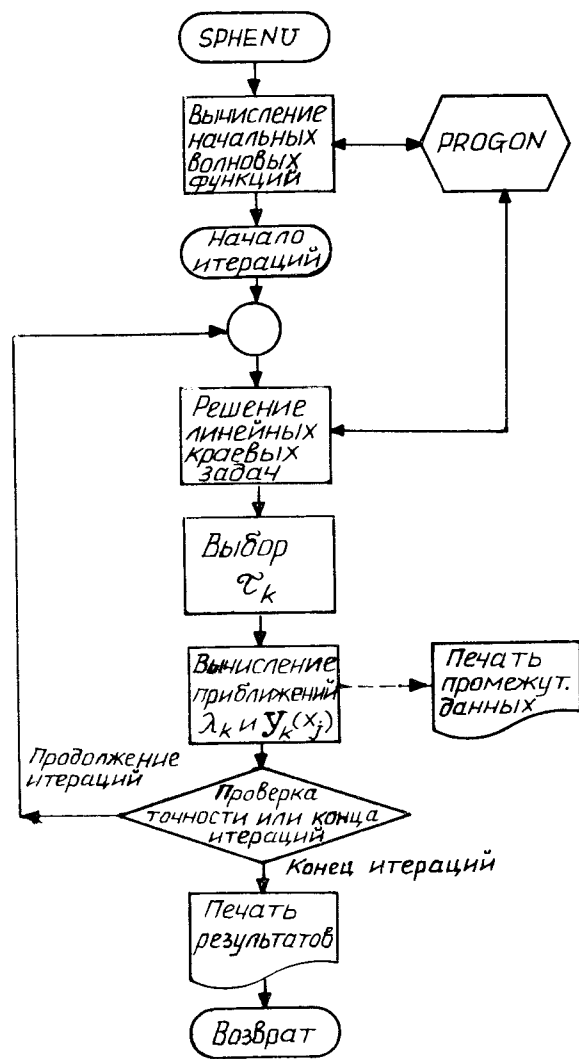 SPHENU
Вычисление
начальных
волновых
функций
PROGON
Начало
итераций
Решение
линейных
краевых
задач
Выбор
τk
Вычисление
приближений
λk и yk(xj)
Печать
промежут.
данных
Продолжение
итераций
Проверка
точности или конца
итераций
Конец итераций
Печать
результатов
Возврат